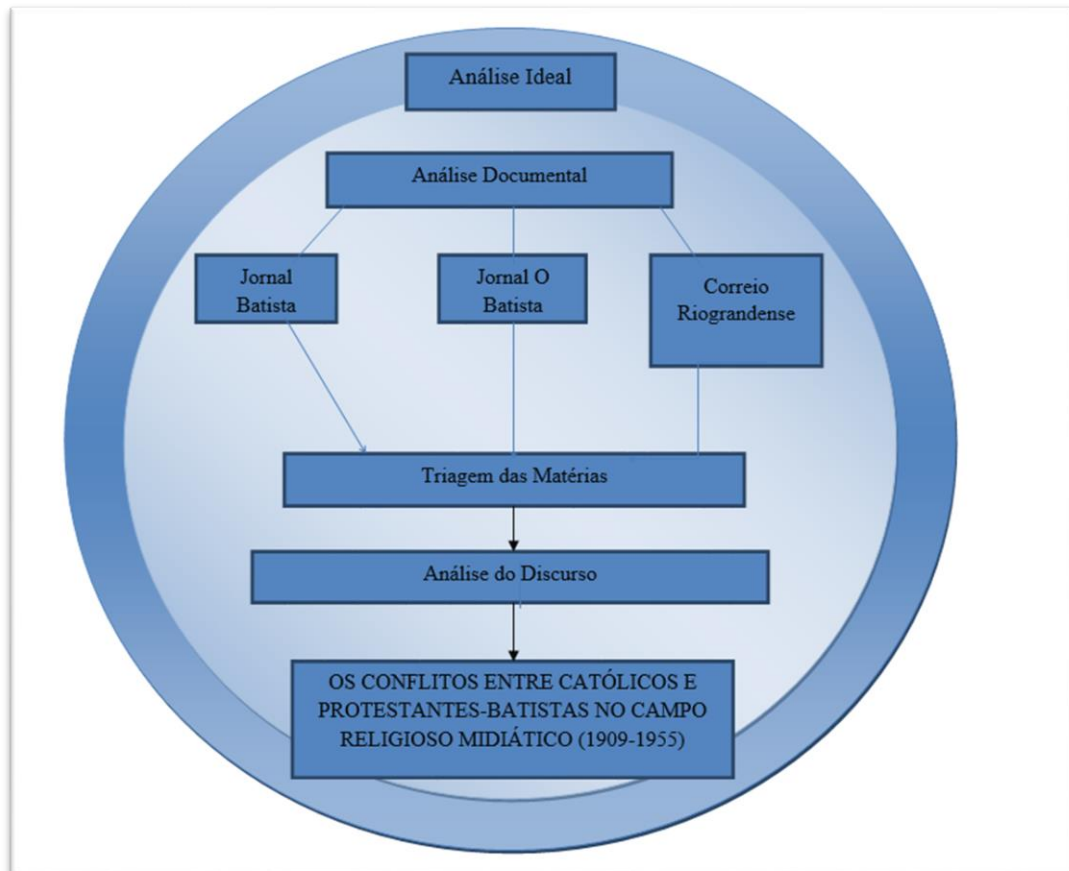 Análise Ideal
Análise Documental
Jornal
Batista
Jornal O
Batista
Correio
Riograndense
Triagem das Matérias
Análise do Discurso
OS CONFLITOS ENTRE CATÓLICOS E
PROTESTANTES-BATISTAS NO CAMPO
RELIGIOSO MIDIÁTICO (1909-1955)